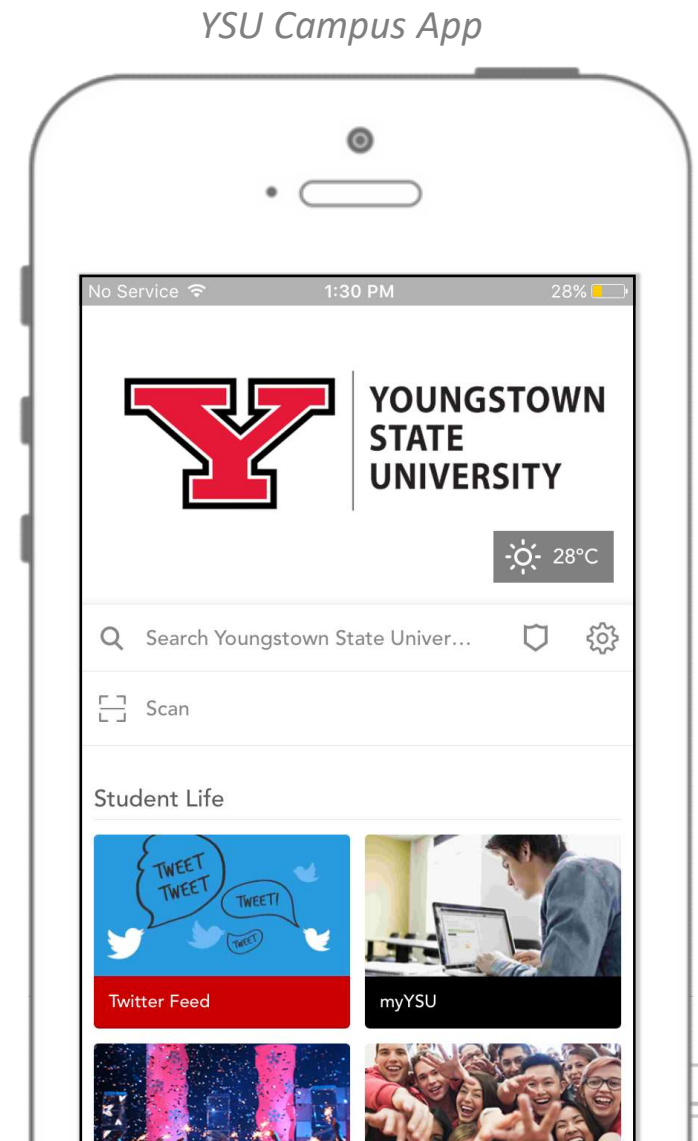 YSU Campus App
No Service 1:30 PM 28%
YOUNGSTOWN
STATE
UNIVERSITY
28°C
Search Youngstown State Univer...
Scan
Student Life
TWEET
TWEET
TWEET!
TWEET
Twitter Feed
myYSU